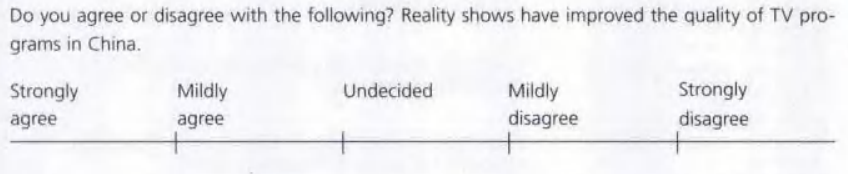 Do you agree or disagree with the following? Reality shows have improved the quality of TV pro-
grams in China.
Strongly agree
Mildly agree
Undecided
Mildly disagree
Strongly disagree